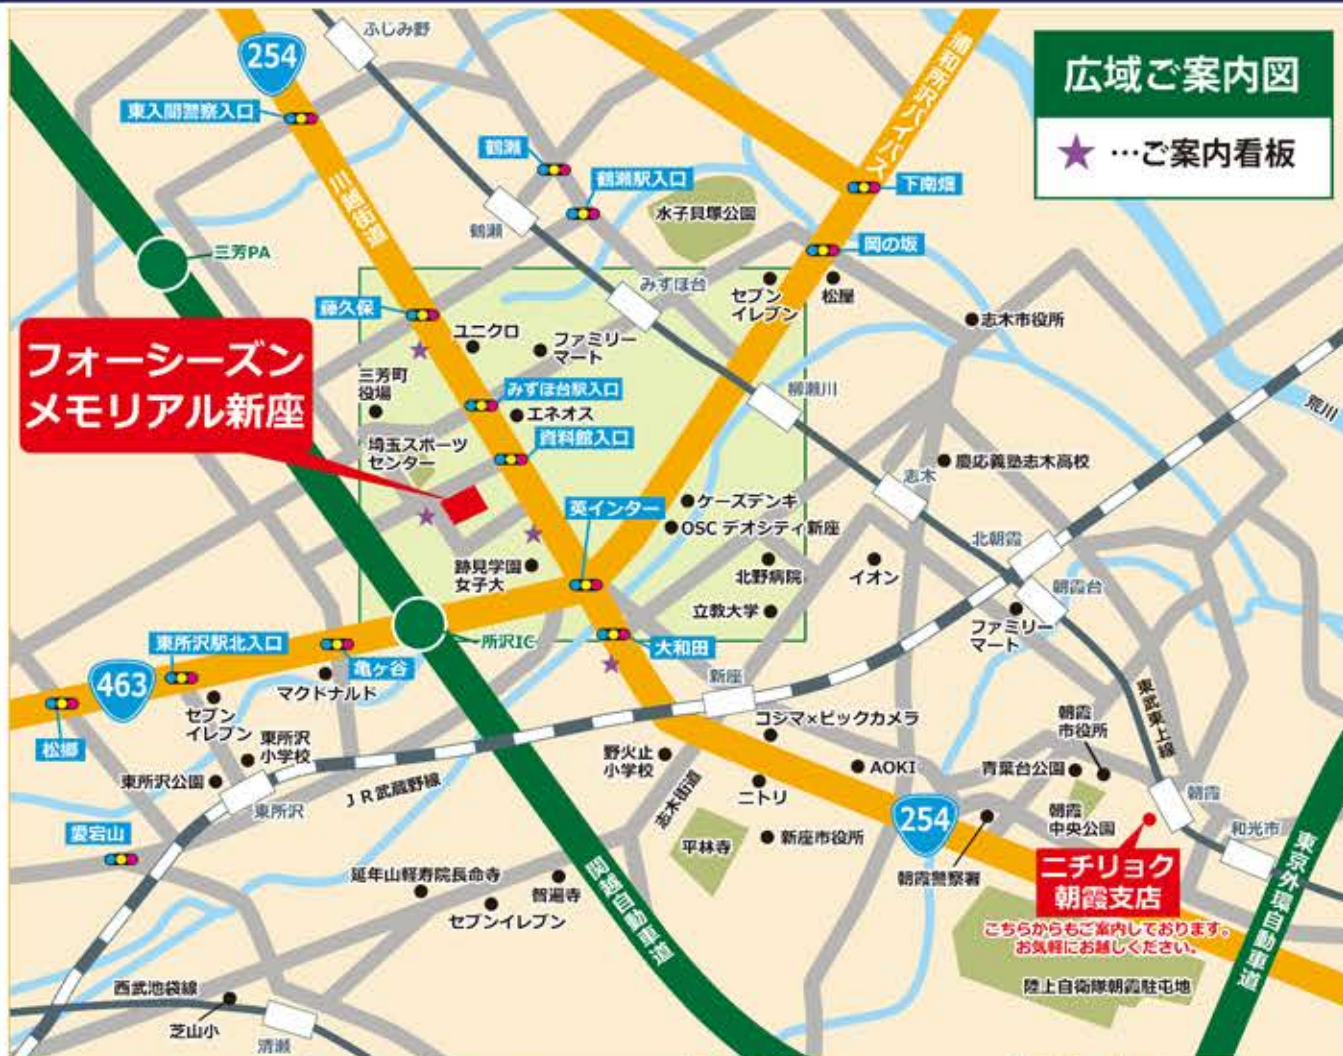 広域ご案内図
★…ご案内看板
254
ふじみ野
東入間警察入口
鶴瀬
鶴瀬駅入口
浦和所沢バイパス
下南畑
水子貝塚公園
岡の坂
川越街道
鶴瀬
三芳PA
みずほ台
セブン
イレブン
松屋
志木市役所
藤久保
ユニクロ
ファミリー
マート
フォーシーズン
メモリアル新座
三芳町
役場
みずほ台駅入口
エネオス
柳瀬川
荒川
資料館入口
埼玉スポーツ
センター
慶応義塾志木高校
志木
英インター
ケーズデンキ
OSC デオシティ新座
北朝霞
跡見学園
女子大
北野病院
イオン
朝霞台
立教大学
ファミリー
マート
所沢IC
東所沢駅北入口
亀ヶ谷
大和田
463
マクドナルド
新座
松郷
セブン
イレブン
東所沢
小学校
コジマ×ビックカメラ
朝霞
市役所
東武東上線
野火止
小学校
東所沢公園
JR武蔵野線
AOKI
青葉台公園
ニトリ
東所沢
志木街道
朝霞
朝霞
中央公園
254
和光市
愛宕山
平林寺
新座市役所
東京外環自動車道
延年山軽寿院長命寺
智遍寺
関越自動車道
朝霞警察署
ニチリョク
朝霞支店
セブンイレブン
こちらからもご案内しております。
お気軽にお越しください。
西武池袋線
陸上自衛隊朝霞駐屯地
芝山小
清瀬